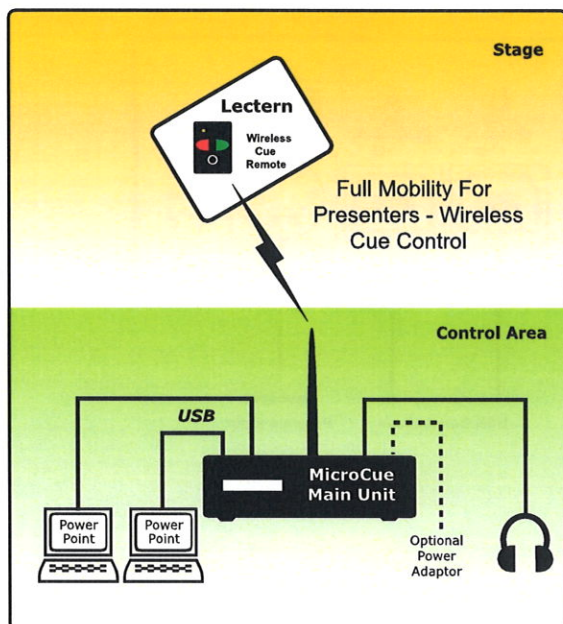 Stage
Lectern
Wireless
Cue
Remote
Full Mobility For
Presenters - Wireless
Cue Control
Control Area
USB
MicroCue
Main Unit
Power
Point
Power
Point
Optional
Power
Adaptor